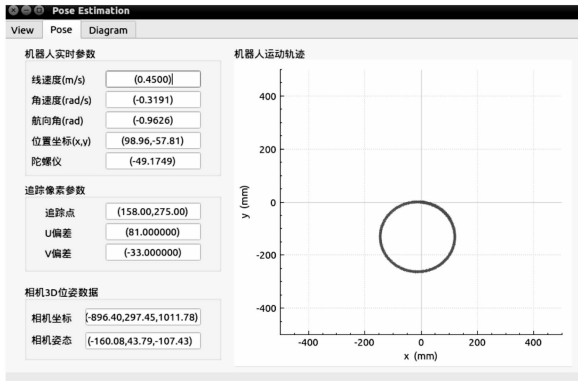 Pose Estimation
View Pose Diagram
机器人实时参数
线速度(m/s) (0.4500)
角速度(rad/s) (-0.3191)
航向角(rad) (-0.9626)
位置坐标(x,y) (98.96,-57.81)
陀螺仪 (-49.1749)
追踪像素参数
追踪点 (158.00,275.00)
U偏差 (81.000000)
V偏差 (-33.000000)
相机3D位姿数据
相机坐标 (-896.40,297.45,1011.78)
相机姿态 (-160.08,43.79,-107.43)
机器人运动轨迹
y (mm)
400
200
0
-200
-400
-400 -200 0 200 400
x (mm)